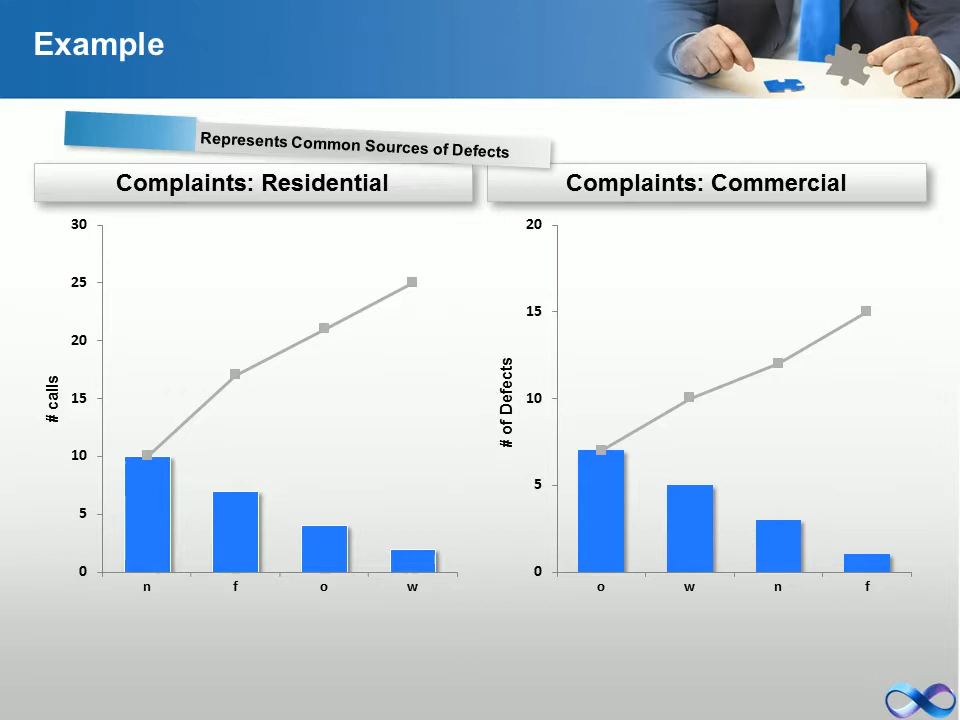 Example
Represents Common Sources of Defects
Complaints: Residential
30
25
20
15
10
5
0
# calls
n f o w
Complaints: Commercial
20
15
10
5
0
# of Defects
o w n f